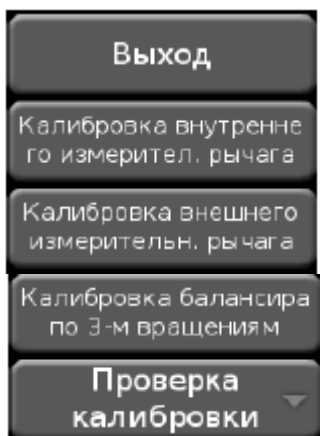 Выход
Калибровка внутренне
го измерител. рычага
Калибровка внешнего
измерительн. рычага
Калибровка балансира
по 3-м вращениям
Проверка
калибровки